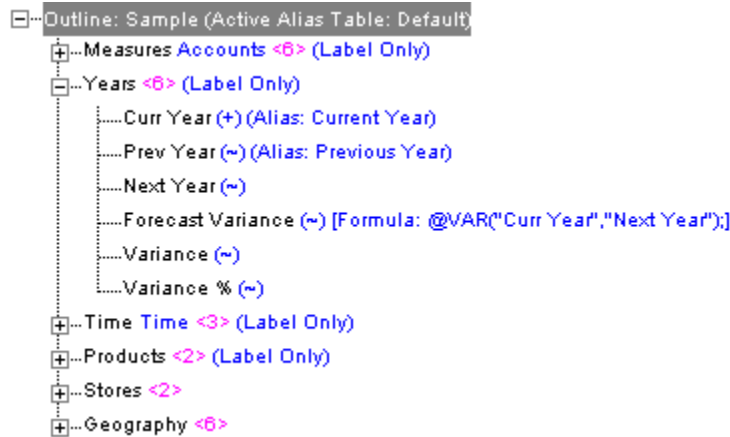 Outline: Sample (Active Alias Table: Default)
Measures Accounts <6> (Label Only)
Years <6> (Label Only)
Curr Year (+) (Alias: Current Year)
Prev Year (~) (Alias: Previous Year)
Next Year (~)
Forecast Variance (~) [Formula: @VAR("Curr Year","Next Year");]
Variance (~)
Variance % (~)
Time Time <3> (Label Only)
Products <2> (Label Only)
Stores <2>
Geography <6>